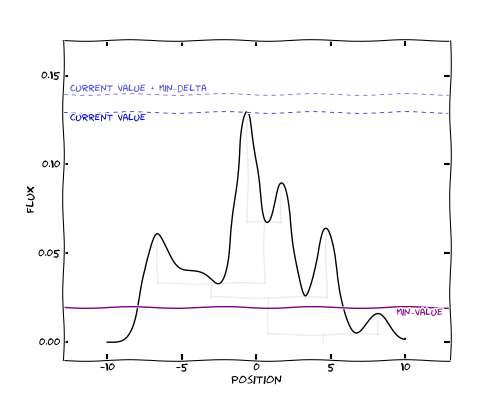 0.15
CURRENT VALUE + MIN_DELTA
CURRENT VALUE
0.10
FLUX
0.05
MIN_VALUE
0.00
-10 -5 0 5 10
POSITION